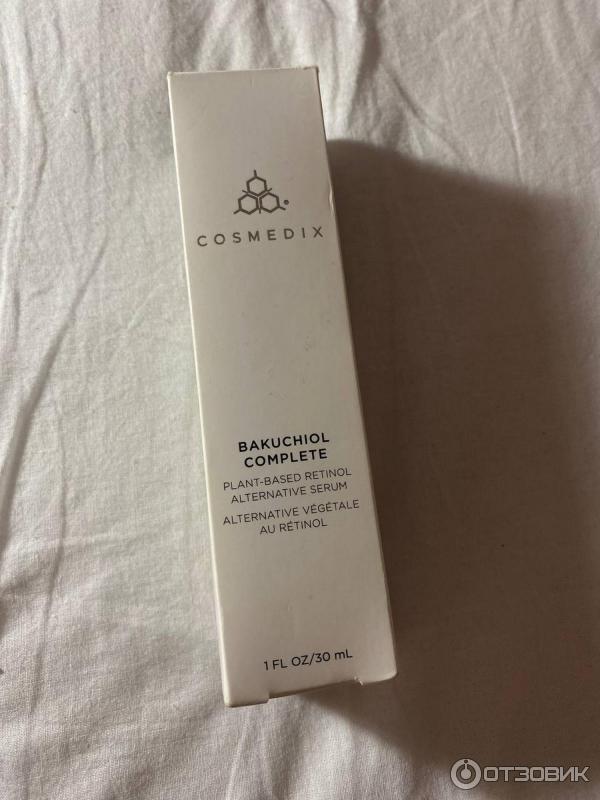 COSMEDIX
BAKUCHIOL
COMPLETE
PLANT-BASED RETINOL
ALTERNATIVE SERUM
ALTERNATIVE VÉGÉTALE
AU RÉTINOL
1 FL OZ/30 mL
ОТЗОВИК